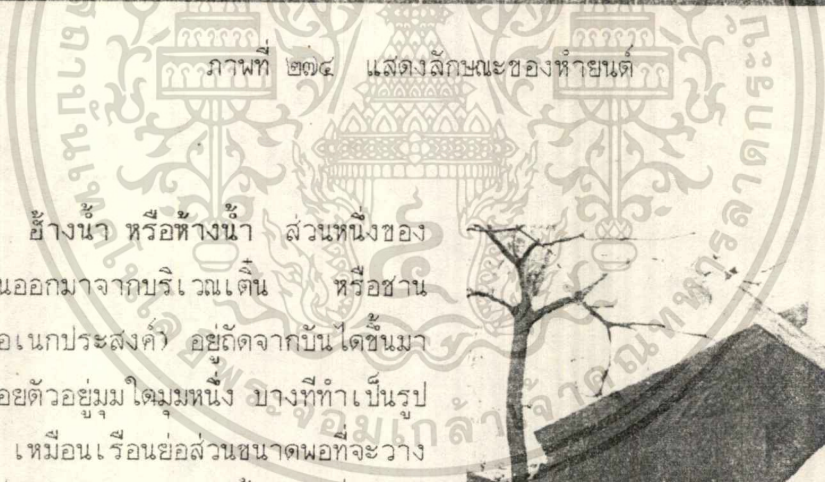 ภาพที่ ๒๗๔ แสดงลักษณะของหำยนต์
ฮ้างน้ำ หรือห้างน้ำ ส่วนหนึ่งของ
นออกมาจากบริเวณเติ๋น หรือชาน
อเนกประสงค์) อยู่ถัดจากบันไดขึ้นมา
อยตัวอยู่มุมใดมุมหนึ่ง บางทีทำเป็นรูป
เหมือนเรือนย่อส่วนขนาดพอที่จะวาง